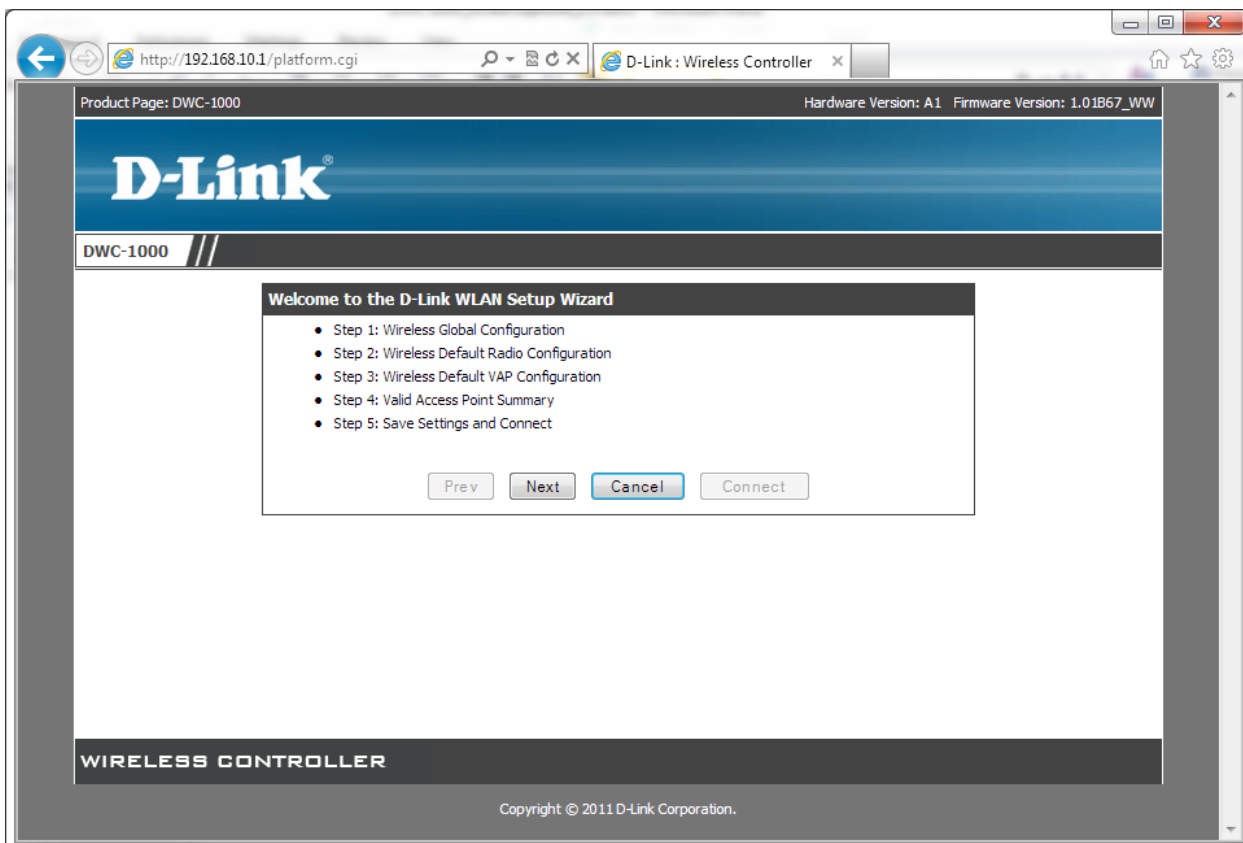 http://192.168.10.1/platform.cgi
D-Link : Wireless Controller
Product Page: DWC-1000
Hardware Version: A1 Firmware Version: 1.01B67_WW
D-Link®
DWC-1000
Welcome to the D-Link WLAN Setup Wizard
Step 1: Wireless Global Configuration
Step 2: Wireless Default Radio Configuration
Step 3: Wireless Default VAP Configuration
Step 4: Valid Access Point Summary
Step 5: Save Settings and Connect
Prev Next Cancel Connect
WIRELESS CONTROLLER
Copyright © 2011 D-Link Corporation.